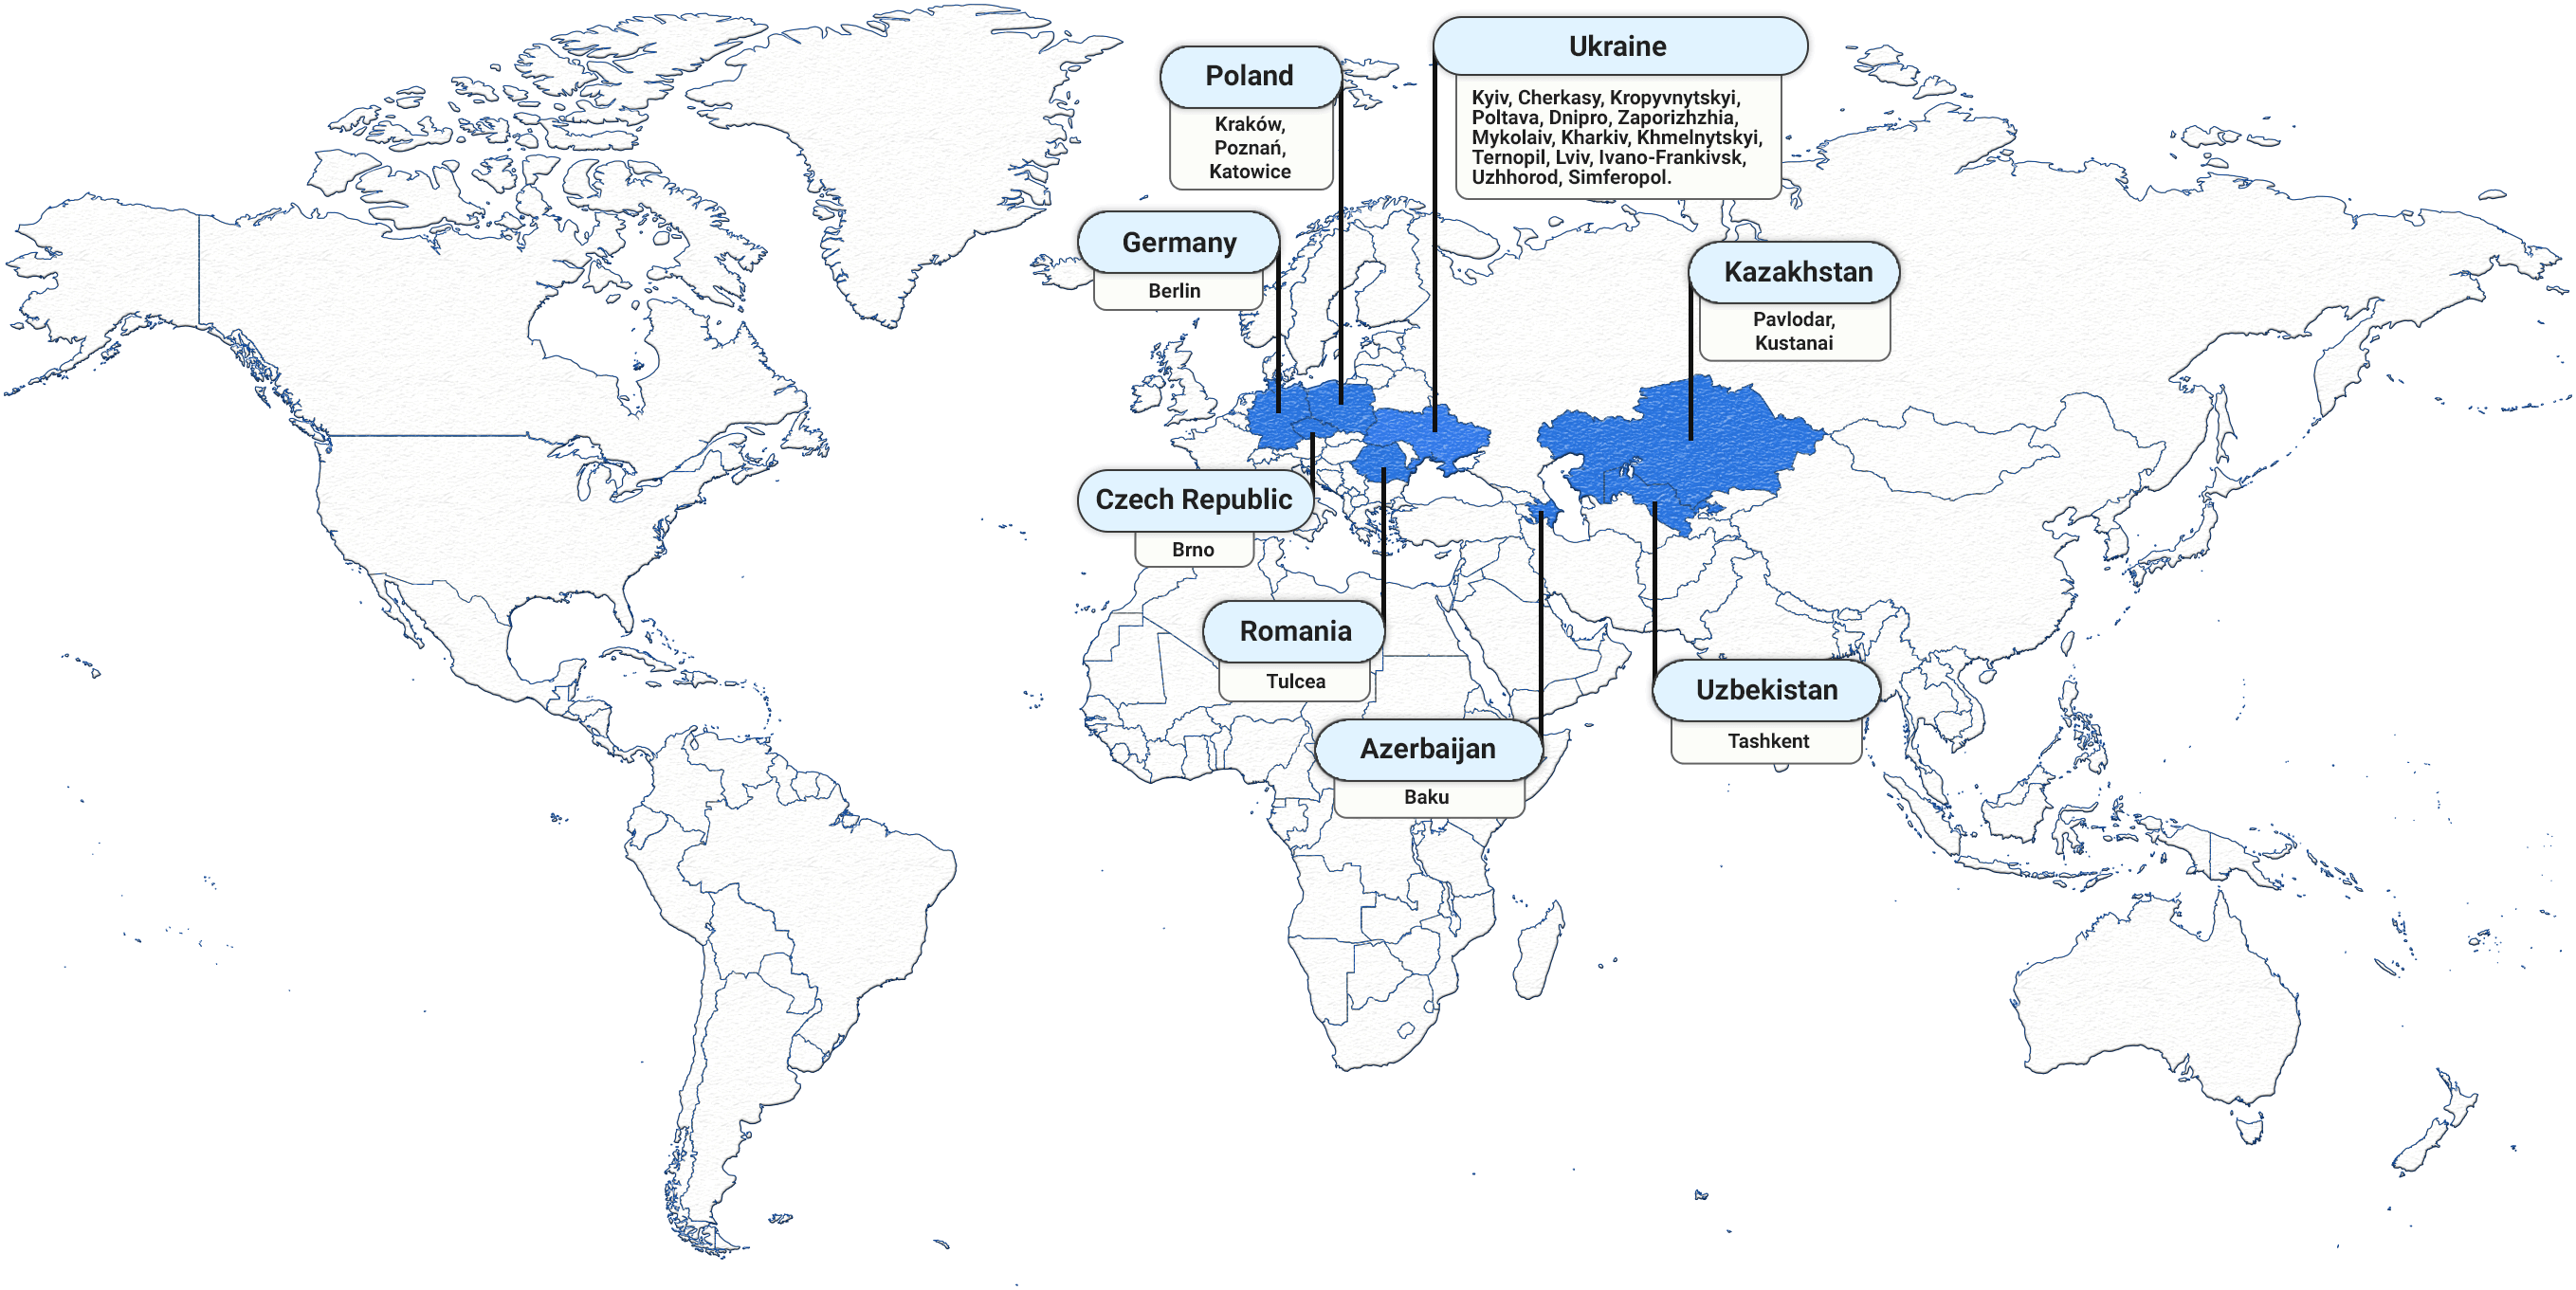 Poland
Kraków,
Poznań,
Katowice
Ukraine
Kyiv, Cherkasy, Kropyvnytskyi,
Poltava, Dnipro, Zaporizhzhia,
Mykolaiv, Kharkiv, Khmelnytskyi,
Ternopil, Lviv, Ivano-Frankivsk,
Uzhhorod, Simferopol.
Germany
Berlin
Kazakhstan
Pavlodar,
Kustanai
Czech Republic
Brno
Romania
Tulcea
Azerbaijan
Baku
Uzbekistan
Tashkent